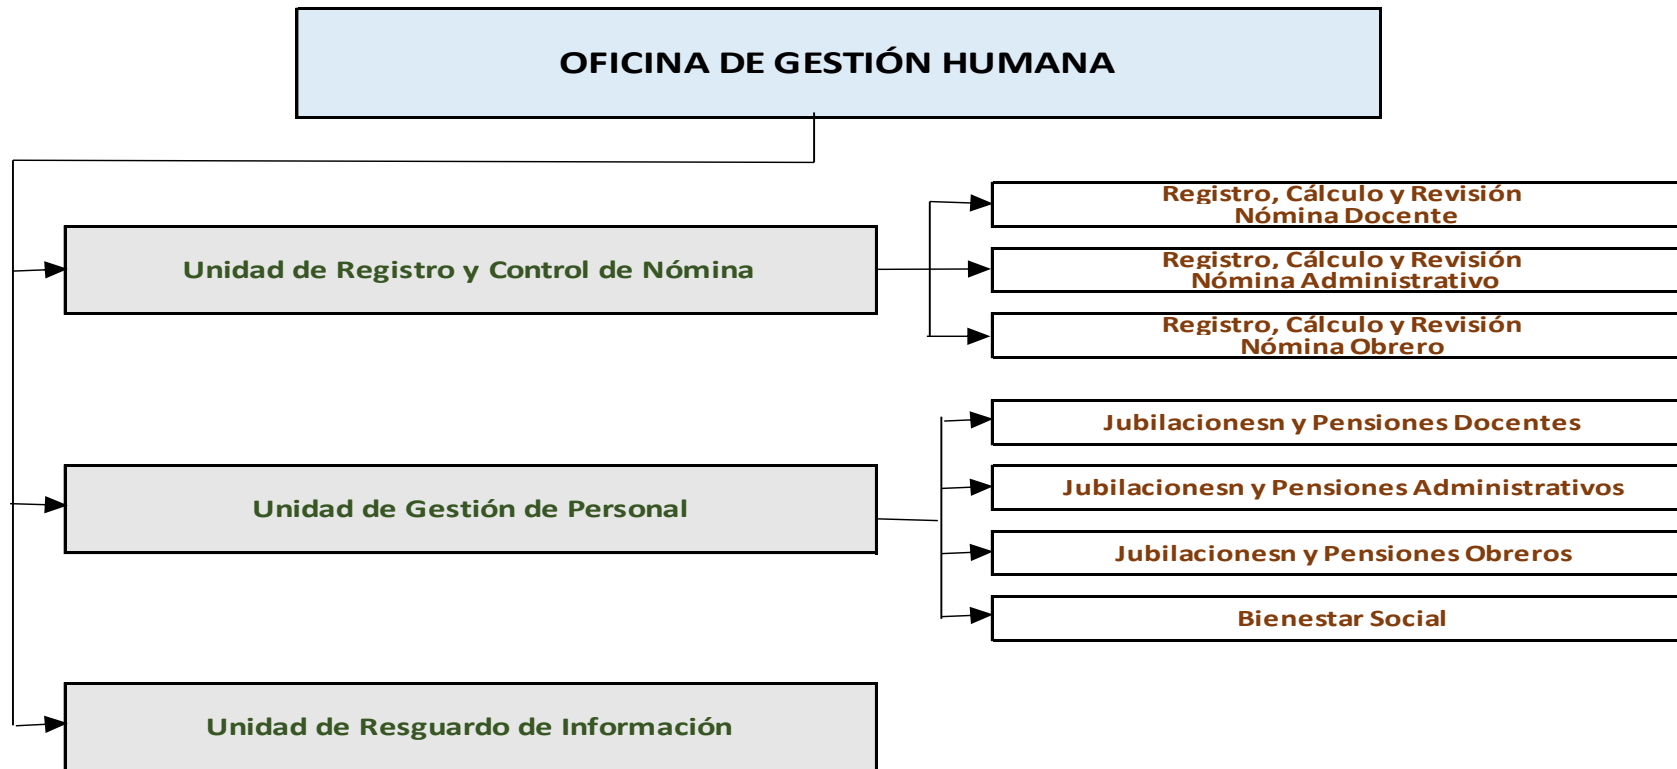 OFICINA DE GESTIÓN HUMANA
Registro, Cálculo y Revisión
Nómina Docente
Unidad de Registro y Control de Nómina
Registro, Cálculo y Revisión
Nómina Administrativo
Registro, Cálculo y Revisión
Nómina Obrero
Jubilacionesn y Pensiones Docentes
Unidad de Gestión de Personal
Jubilacionesn y Pensiones Administrativos
Jubilacionesn y Pensiones Obreros
Bienestar Social
Unidad de Resguardo de Información